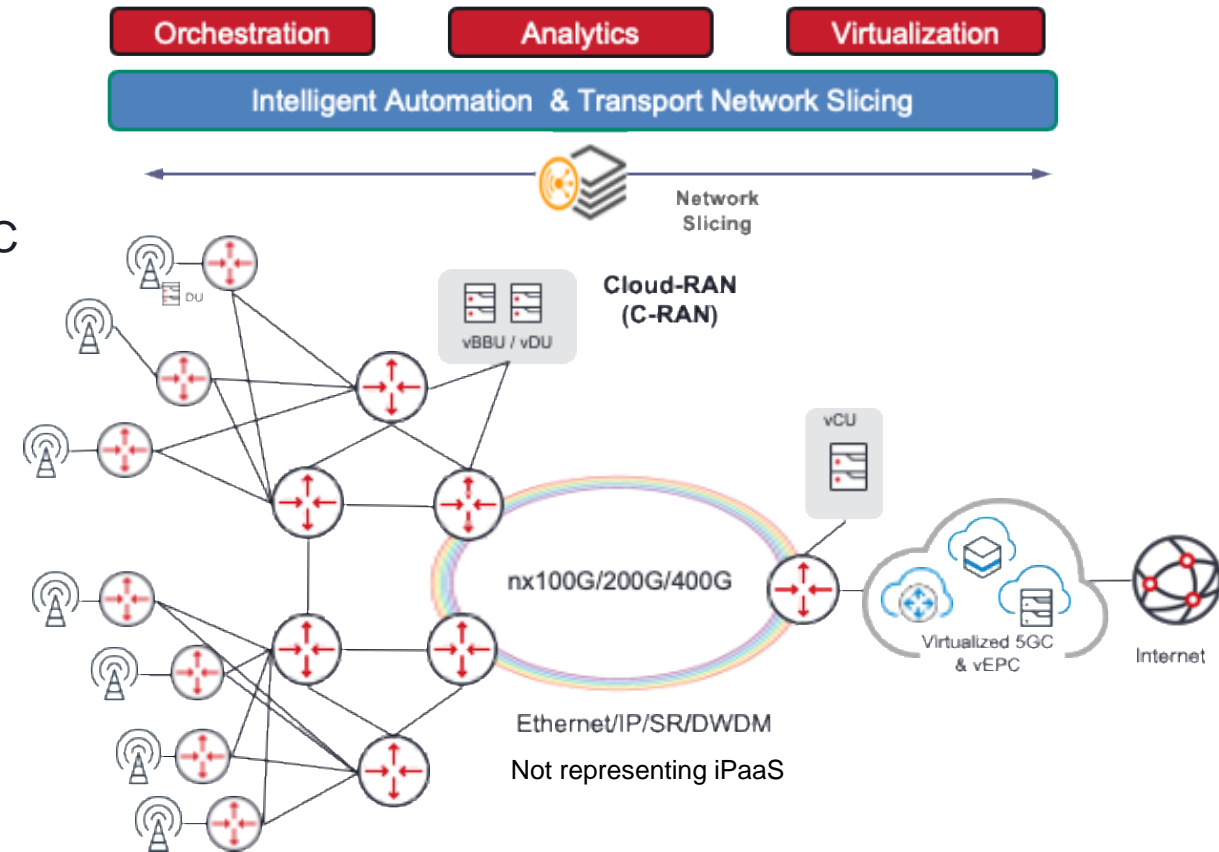 Orchestration
Analytics
Virtualization
Intelligent Automation & Transport Network Slicing
Network
Slicing
C
DU
Cloud-RAN
(C-RAN)
vBBU / vDU
vCU
nx100G/200G/400G
Virtualized 5GC
& vEPC
Internet
Ethernet/IP/SR/DWDM
Not representing iPaaS